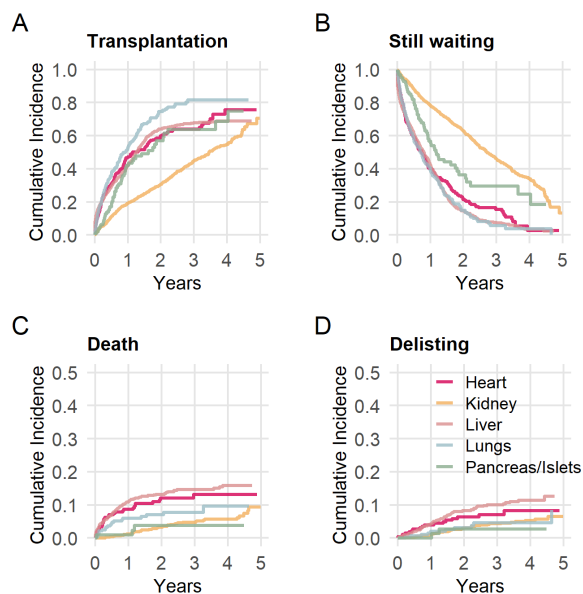 A
Transplantation
Cumulative Incidence
1.0
0.8
0.6
0.4
0.2
0.0
0 1 2 3 4 5
Years
B
Still waiting
Cumulative Incidence
1.0
0.8
0.6
0.4
0.2
0.0
0 1 2 3 4 5
Years
C
Death
Cumulative Incidence
0.5
0.4
0.3
0.2
0.1
0.0
0 1 2 3 4 5
Years
D
Delisting
Cumulative Incidence
0.5
0.4
0.3
0.2
0.1
0.0
Heart
Kidney
Liver
Lungs
Pancreas/Islets
0 1 2 3 4 5
Years